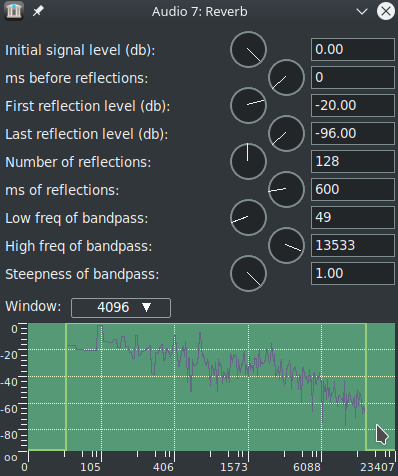 Audio 7: Reverb
Initial signal level (db): 0.00
ms before reflections: 0
First reflection level (db): -20.00
Last reflection level (db): -96.00
Number of reflections: 128
ms of reflections: 600
Low freq of bandpass: 49
High freq of bandpass: 13533
Steepness of bandpass: 1.00
Window: 4096 ▼
0
-20
-40
-60
-80
oo
0 105 406 1573 6088 23407